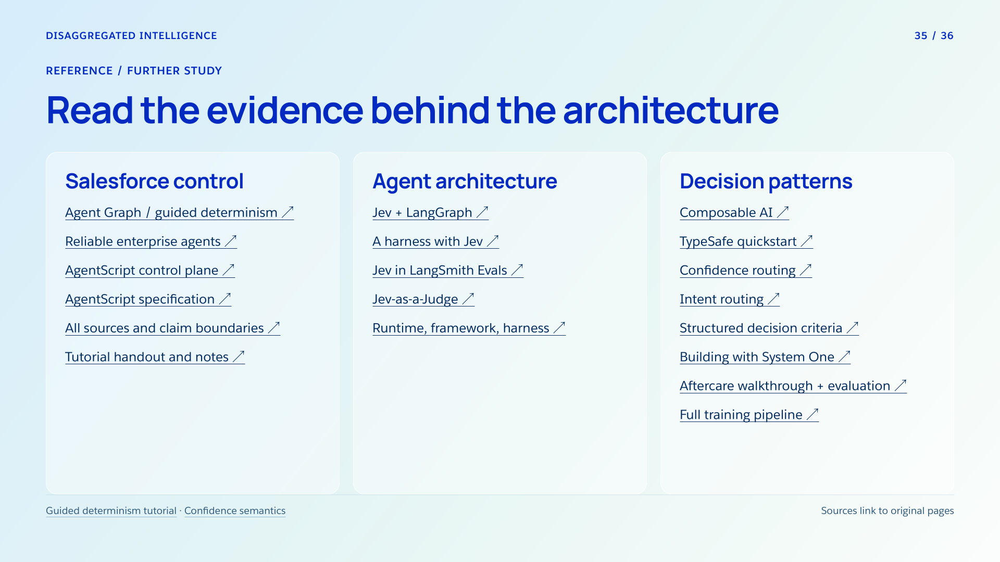 DISAGGREGATED INTELLIGENCE
35 / 36
REFERENCE / FURTHER STUDY
Read the evidence behind the architecture
Salesforce control
Agent Graph / guided determinism ↗
Reliable enterprise agents ↗
AgentScript control plane ↗
AgentScript specification ↗
All sources and claim boundaries ↗
Tutorial handout and notes ↗
Agent architecture
Jev + LangGraph ↗
A harness with Jev ↗
Jev in LangSmith Evals ↗
Jev-as-a-Judge ↗
Runtime, framework, harness ↗
Decision patterns
Composable AI ↗
TypeSafe quickstart ↗
Confidence routing ↗
Intent routing ↗
Structured decision criteria ↗
Building with System One ↗
Aftercare walkthrough + evaluation ↗
Full training pipeline ↗
Guided determinism tutorial · Confidence semantics
Sources link to original pages